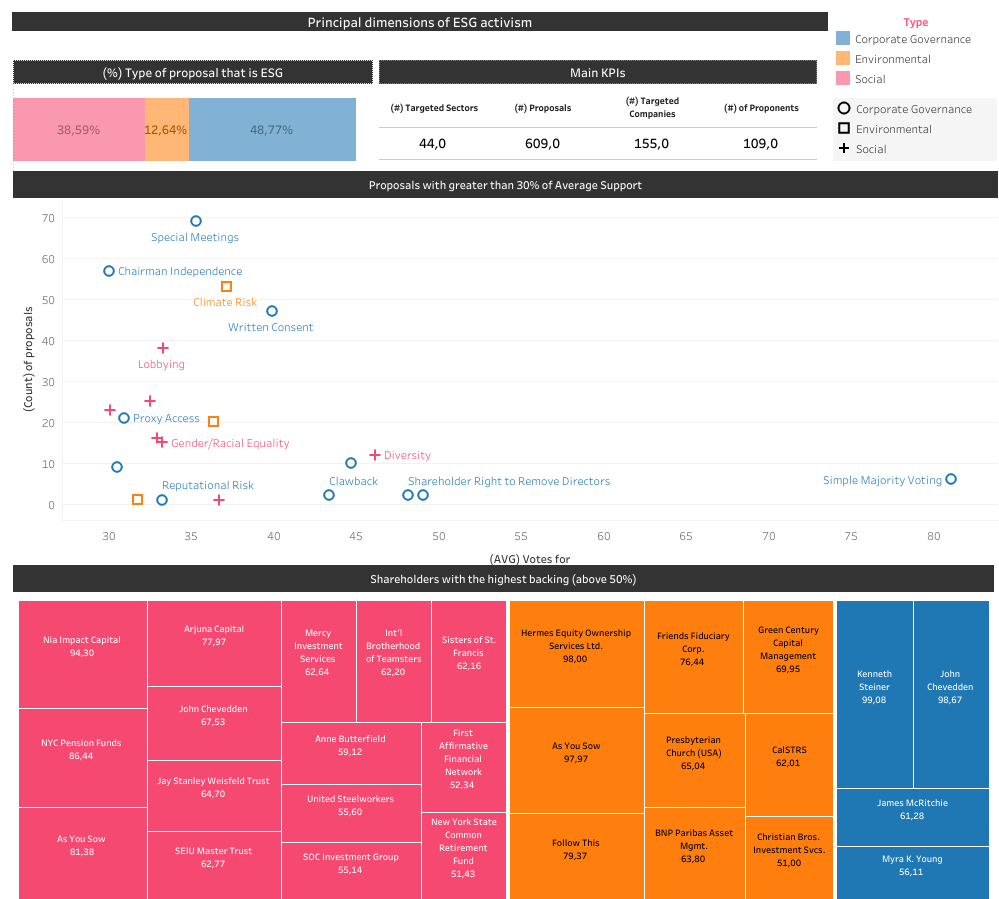 Principal dimensions of ESG activism
Type
Corporate Governance
Environmental
Social
(%) Type of proposal that is ESG
Main KPIs
38,59%
12,64%
48,77%
(#) Targeted Sectors
(#) Proposals
(#) Targeted
Companies
(#) of Proponents
44,0
609,0
155,0
109,0
Corporate Governance
Environmental
Social
Proposals with greater than 30% of Average Support
(Count) of proposals
70
60
50
40
30
20
10
0
Special Meetings
Chairman Independence
Climate Risk
Written Consent
Lobbying
Proxy Access
Gender/Racial Equality
Diversity
Reputational Risk
Clawback
Shareholder Right to Remove Directors
Simple Majority Voting
30
35
40
45
50
55
60
65
70
75
80
(AVG) Votes for
Shareholders with the highest backing (above 50%)
Nia Impact Capital
94,30
NYC Pension Funds
86,44
As You Sow
81,38
Arjuna Capital
77,97
John Chevedden
67,53
Jay Stanley Weisfeld Trust
64,70
SEIU Master Trust
62,77
Mercy
Investment
Services
62,64
Int'l
Brotherhood
of Teamsters
62,20
Sisters of St.
Francis
62,16
Anne Butterfield
59,12
United Steelworkers
55,60
SOC Investment Group
55,14
First
Affirmative
Financial
Network
52,34
New York State
Common
Retirement
Fund
51,43
Hermes Equity Ownership
Services Ltd.
98,00
As You Sow
97,97
Follow This
79,37
Friends Fiduciary
Corp.
76,44
Green Century
Capital
Management
69,95
Presbyterian
Church (USA)
65,04
BNP Paribas Asset
Mgmt.
63,80
CalSTRS
62,01
Christian Bros.
Investment Svcs.
51,00
Kenneth
Steiner
99,08
John
Chevedden
98,67
James McRitchie
61,28
Myra K. Young
56,11